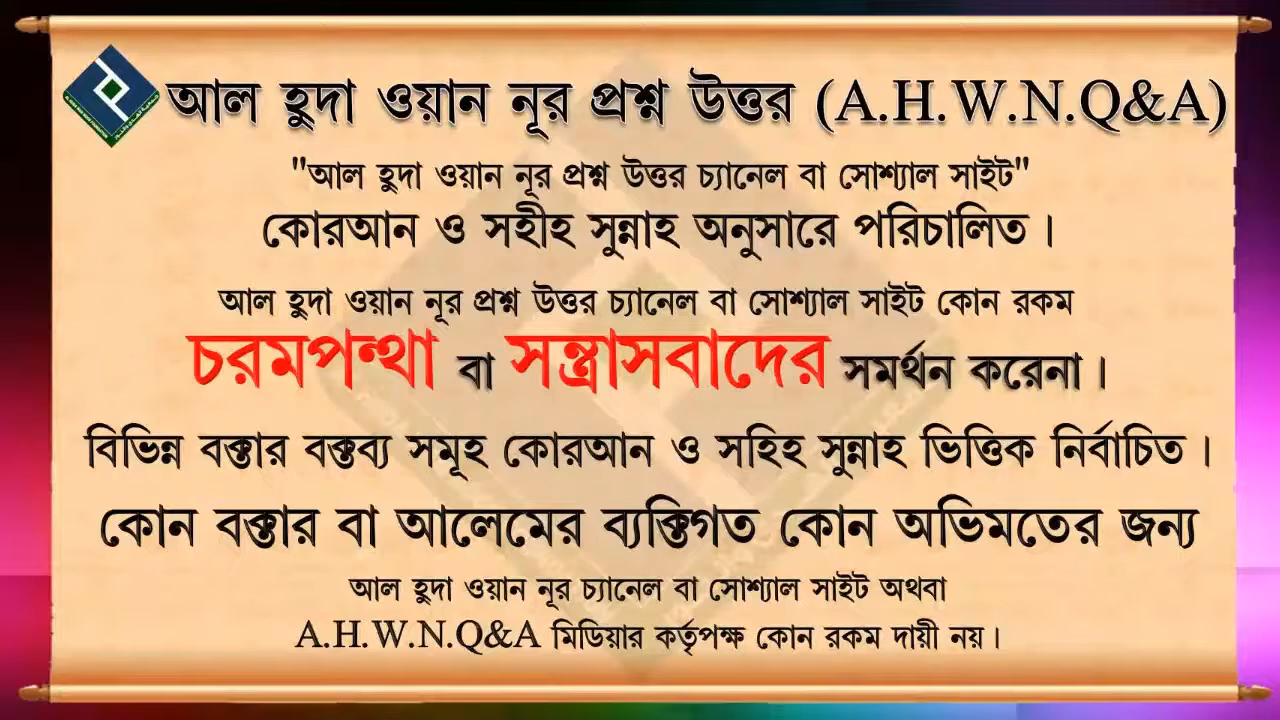 আল হুদা ওয়ান নূর প্রশ্ন উত্তর (A.H.W.N.Q&A)
"আল হুদা ওয়ান নূর প্রশ্ন উত্তর চ্যানেল বা সোশ্যাল সাইট"
কোরআন ও সহীহ সুন্নাহ অনুসারে পরিচালিত ।
আল হুদা ওয়ান নূর প্রশ্ন উত্তর চ্যানেল বা সোশ্যাল সাইট কোন রকম
চরমপন্থা বা সন্ত্রাসবাদের সমর্থন করেনা ।
বিভিন্ন বক্তার বক্তব্য সমূহ কোরআন ও সহিহ সুন্নাহ ভিত্তিক নির্বাচিত ।
কোন বক্তার বা আলেমের ব্যক্তিগত কোন অভিমতের জন্য
আল হুদা ওয়ান নূর চ্যানেল বা সোশ্যাল সাইট অথবা
A.H.W.N.Q&A মিডিয়ার কর্তৃপক্ষ কোন রকম দায়ী নয় ।